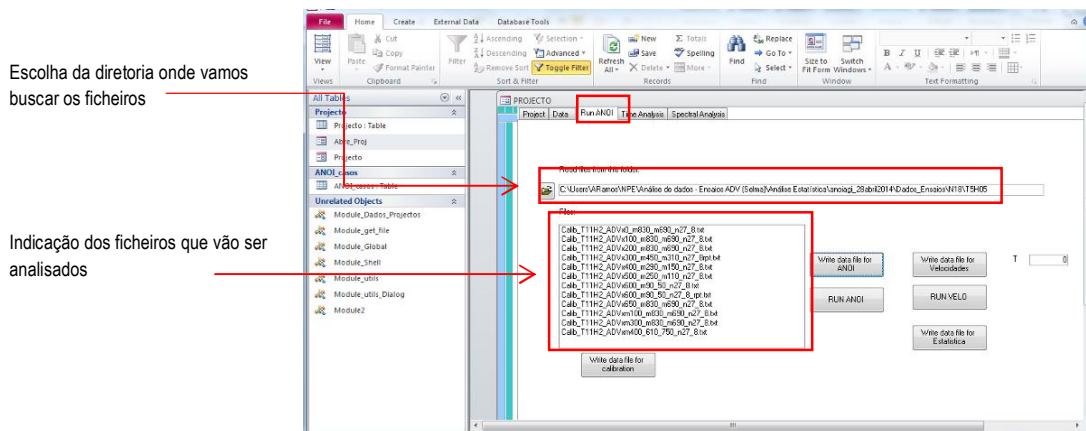 File Home Create External Data Database Tools
View Paste Cut Copy Format Painter
Filter Ascending Descending Remove Sort Selection Advanced Toggle Filter
Refresh All New Save Delete Totals Spelling More
Find Replace Go To Select
Size to Fit Form Switch Windows
B I U
Views Clipboard Sort & Filter Records Find Window Text Formatting
Escolha da diretoria onde vamos
buscar os ficheiros
All Tables
Projecto
Projecto : Table
Abre_Proj
Projecto
ANOI_casos
ANOI_casos : Table
Unrelated Objects
Module_Dados_Projectos
Module_get_file
Module_Global
Module_Shell
Module_utils
Module_utils_Dialog
Module2
Indicação dos ficheiros que vão ser
analisados
PROJECTO
Project Data Run ANOI Time Analysis Spectral Analysis
Read files from this folder:
C:\Users\ARamos\NPE\Análise de dados - Ensaios ADV (Selma)\Análise Estatística\anoiagi_28abril2014\Dados_Ensaios\N18\T5H05
Files:
Calib_T11H2_ADVx0_m830_m690_n27_8.txt
Calib_T11H2_ADVx100_m830_m690_n27_8.txt
Calib_T11H2_ADVx200_m830_m690_n27_8.txt
Calib_T11H2_ADVx300_m450_m310_n27_8rpt.txt
Calib_T11H2_ADVx400_m290_m150_n27_8.txt
Calib_T11H2_ADVx500_m250_m110_n27_8.txt
Calib_T11H2_ADVx600_m90_50_n27_8.txt
Calib_T11H2_ADVx600_m90_50_n27_8_rpt.txt
Calib_T11H2_ADVx650_m830_m690_n27_8.txt
Calib_T11H2_ADVxm100_m830_m690_n27_8.txt
Calib_T11H2_ADVxm300_m830_m690_n27_8.txt
Calib_T11H2_ADVxm400_610_750_n27_8.txt
Write data file for
ANOI
Write data file for
Velocidades
T 0
RUN ANOI
RUN VELO
Write data file for
Estatística
Write data file for
calibration